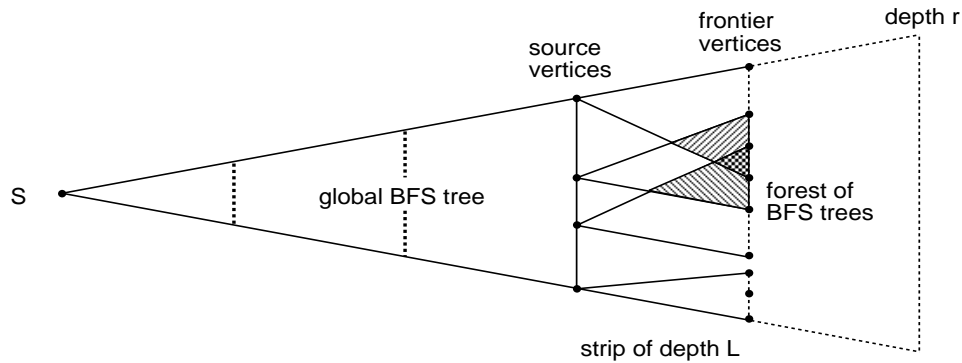 depth r
frontier
vertices
source
vertices
S
global BFS tree
forest of
BFS trees
strip of depth L